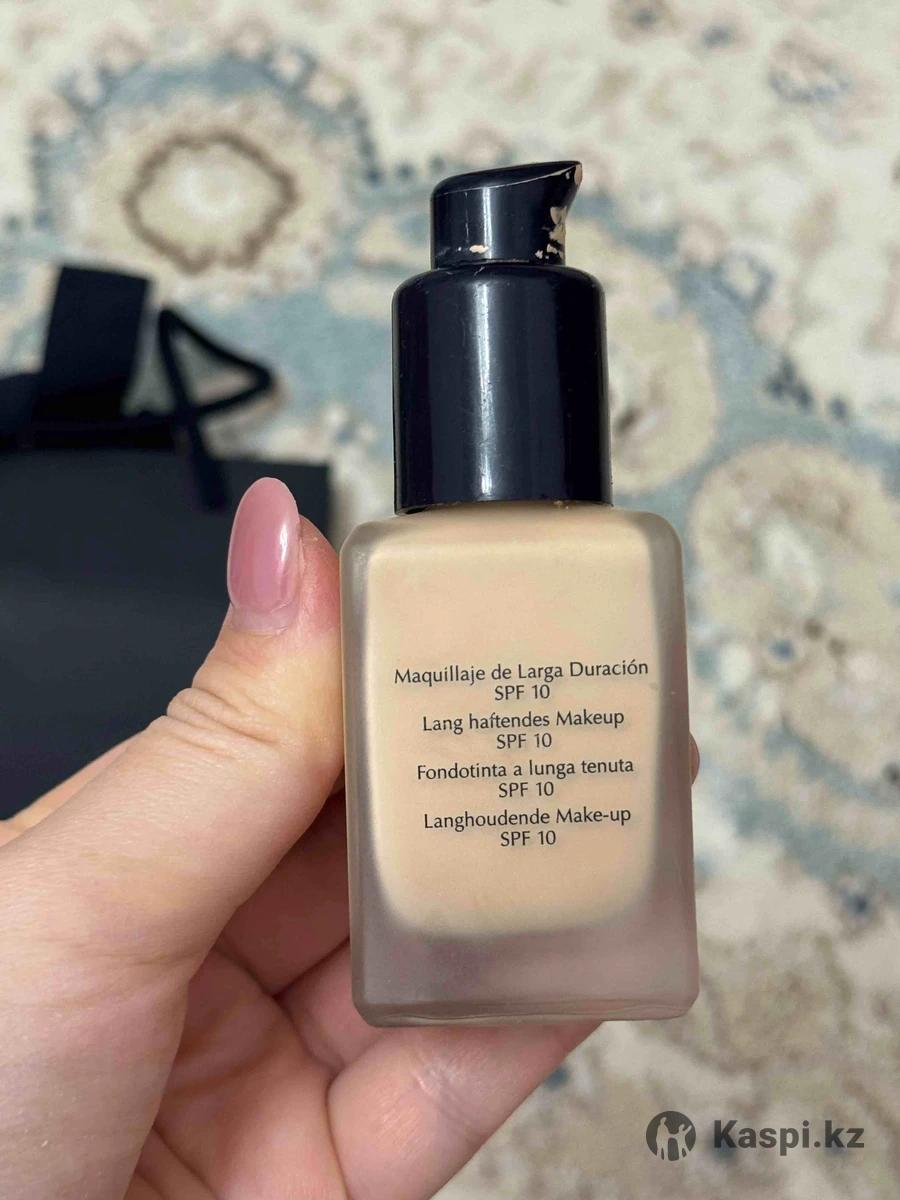 Maquillaje de Larga Duración
SPF 10
Lang haftendes Makeup
SPF 10
Fondotinta a lunga tenuta
SPF 10
Langhoudende Make-up
SPF 10
Kaspi.kz